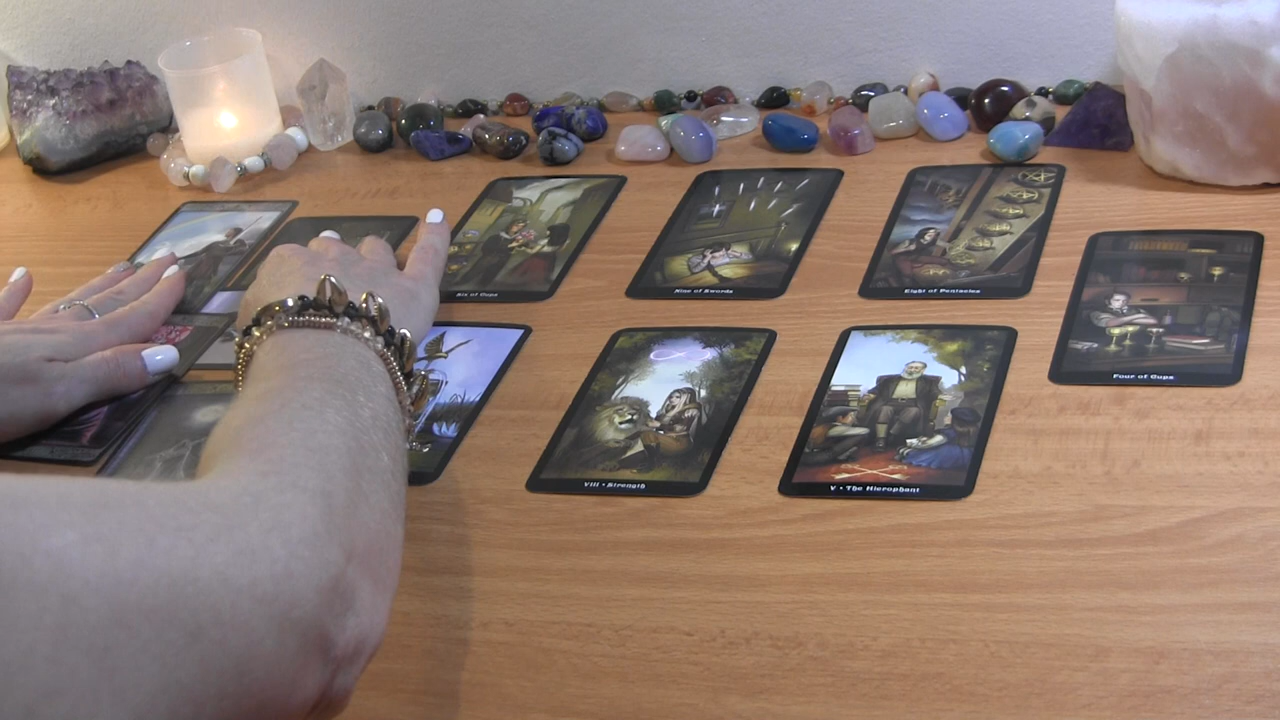 Six of Cups
Nine of Swords
Eight of Pentacles
Four of Cups
VIII • Strength
V • The Hierophant